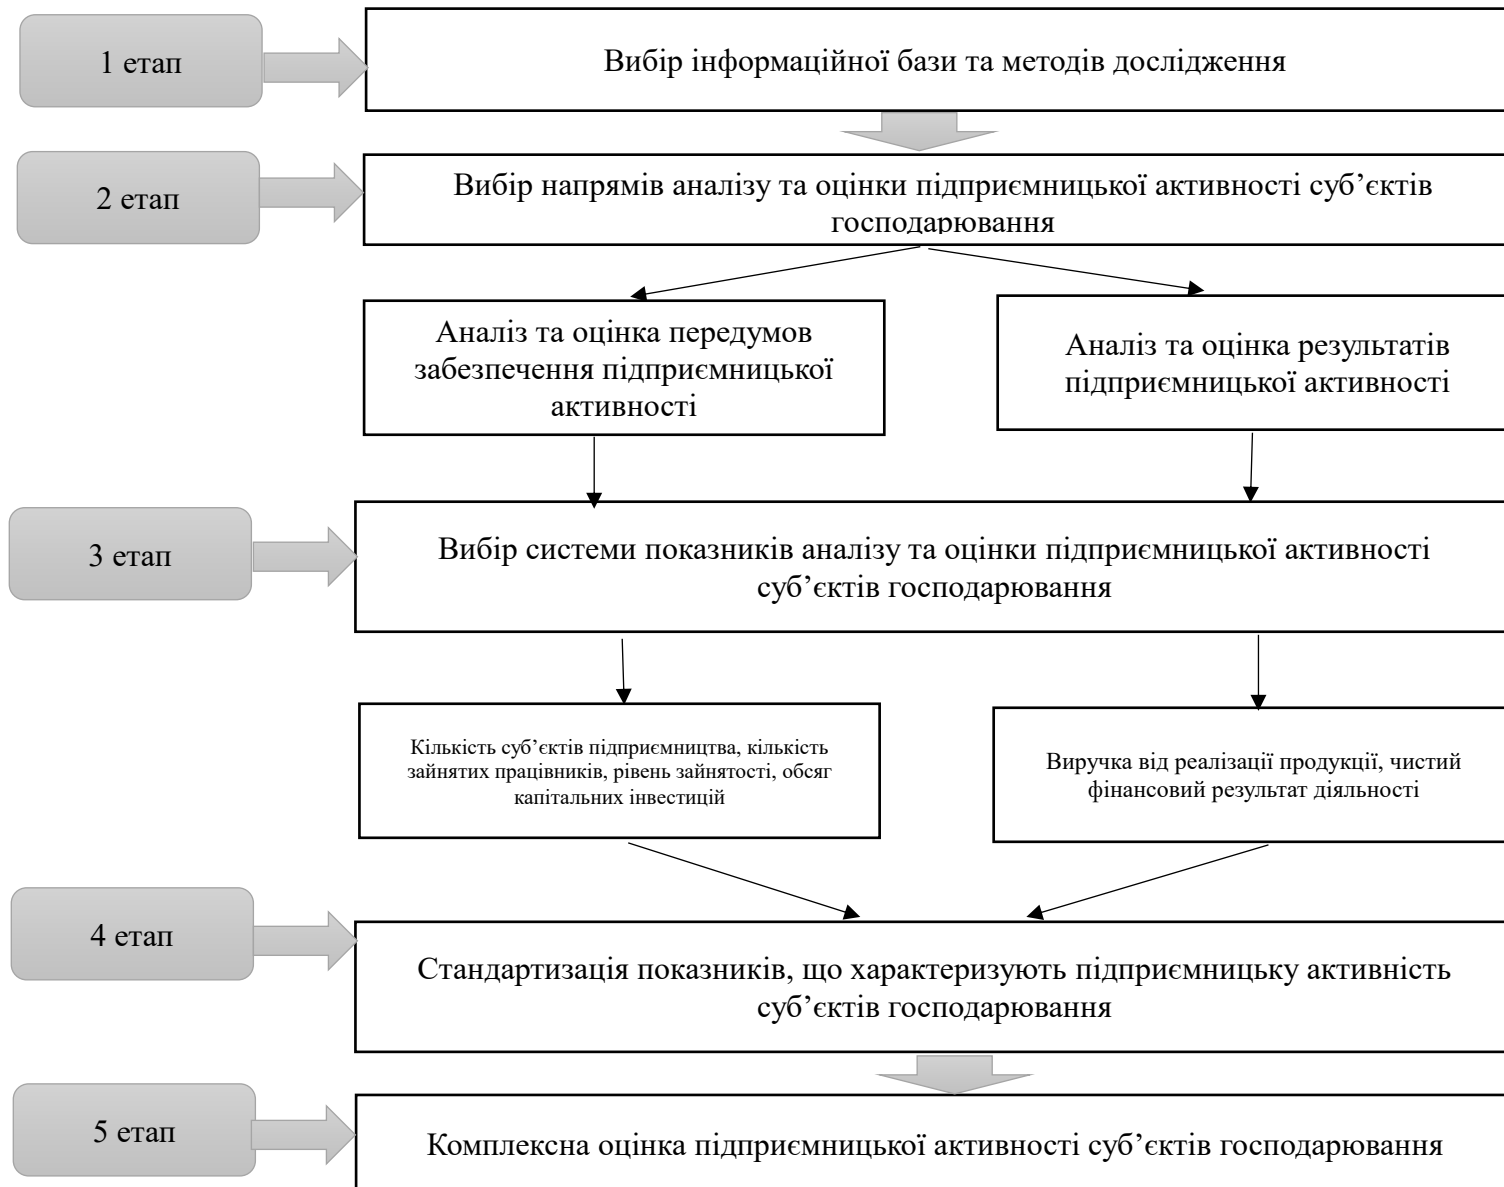 1 етап
Вибір інформаційної бази та методів дослідження
2 етап
Вибір напрямів аналізу та оцінки підприємницької активності суб’єктів
господарювання
Аналіз та оцінка передумов
забезпечення підприємницької
активності
Аналіз та оцінка результатів
підприємницької активності
3 етап
Вибір системи показників аналізу та оцінки підприємницької активності
суб’єктів господарювання
Кількість суб’єктів підприємництва, кількість
зайнятих працівників, рівень зайнятості, обсяг
капітальних інвестицій
Виручка від реалізації продукції, чистий
фінансовий результат діяльності
4 етап
Стандартизація показників, що характеризують підприємницьку активність
суб’єктів господарювання
5 етап
Комплексна оцінка підприємницької активності суб’єктів господарювання